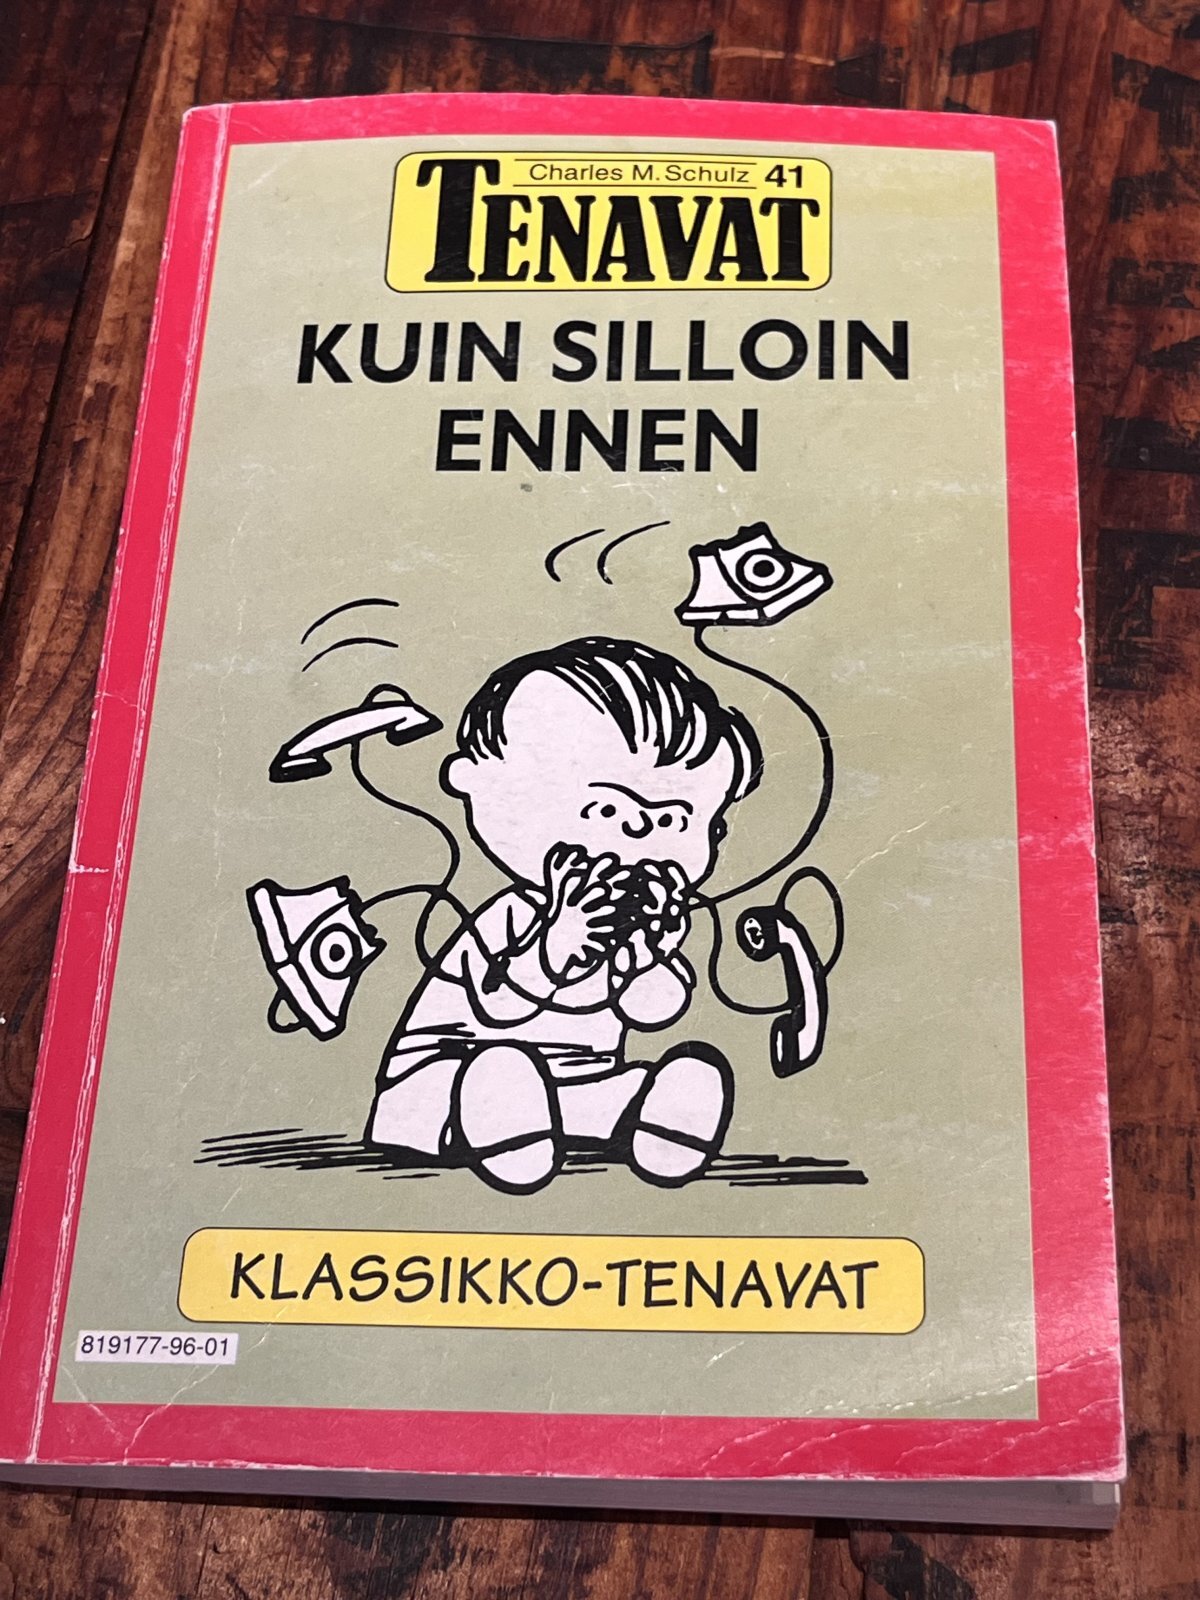 Charles M. Schulz 41
TENAVAT
KUIN SILLOIN
ENNEN
KLASSIKKO-TENAVAT
819177-96-01